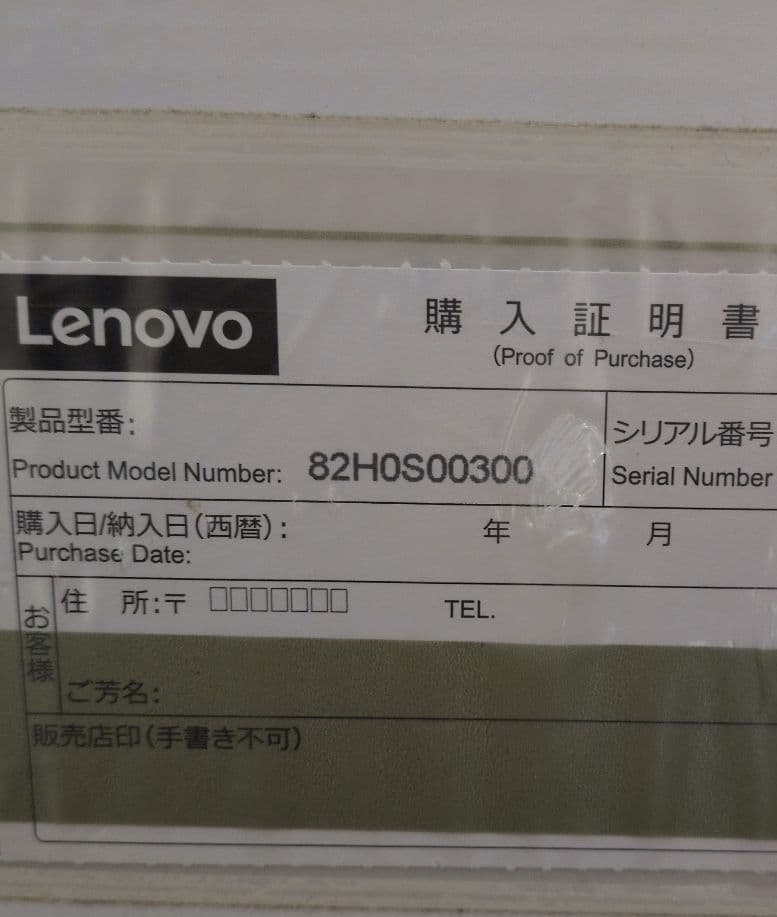 Lenovo
購入証明書
(Proof of Purchase)
製品型番:
Product Model Number: 82H0S00300
シリアル番号
Serial Number
購入日/納入日(西暦): 年 月
Purchase Date:
お客様
住 所:〒 □□□□□□□ TEL.
ご芳名:
販売店印(手書き不可)